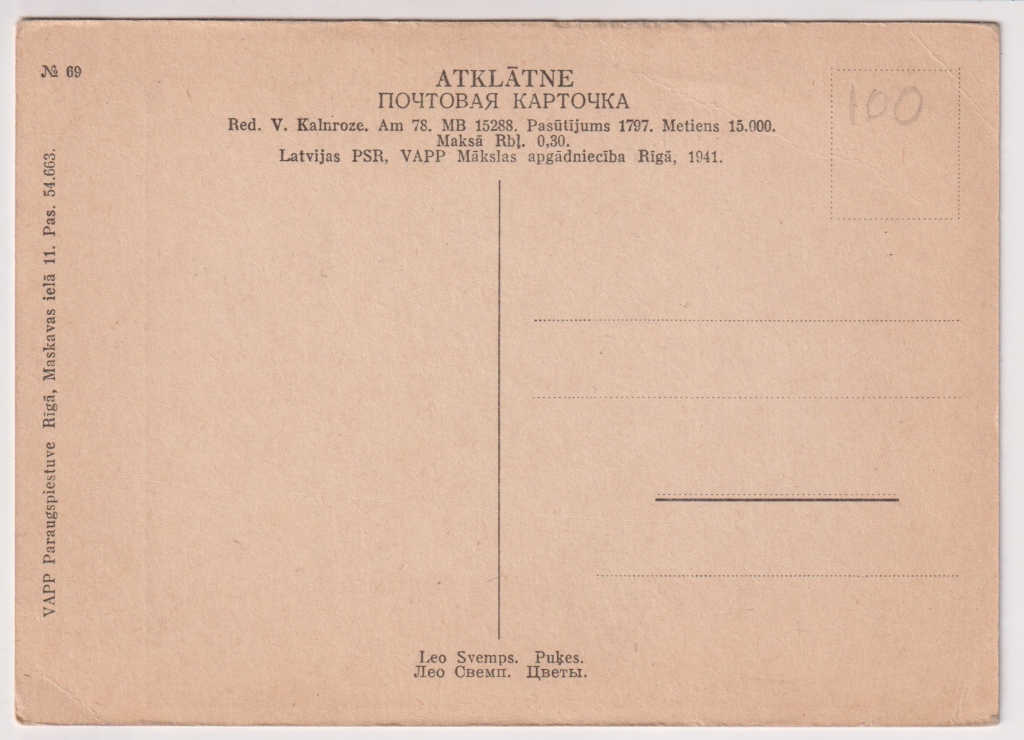 № 69
ATKLĀTNE
ПОЧТОВАЯ КАРТОЧКА
Red. V. Kalnroze. Am 78. MB 15288. Pasūtījums 1797. Metiens 15.000.
Maksā Rbļ. 0,30.
Latvijas PSR, VAPP Mākslas apgādniecība Rīgā, 1941.
100
VAPP Paraugspiestuve Rīgā, Maskavas ielā 11. Pas. 54.663.
Leo Svemps. Puķes.
Лео Свемп. Цветы.